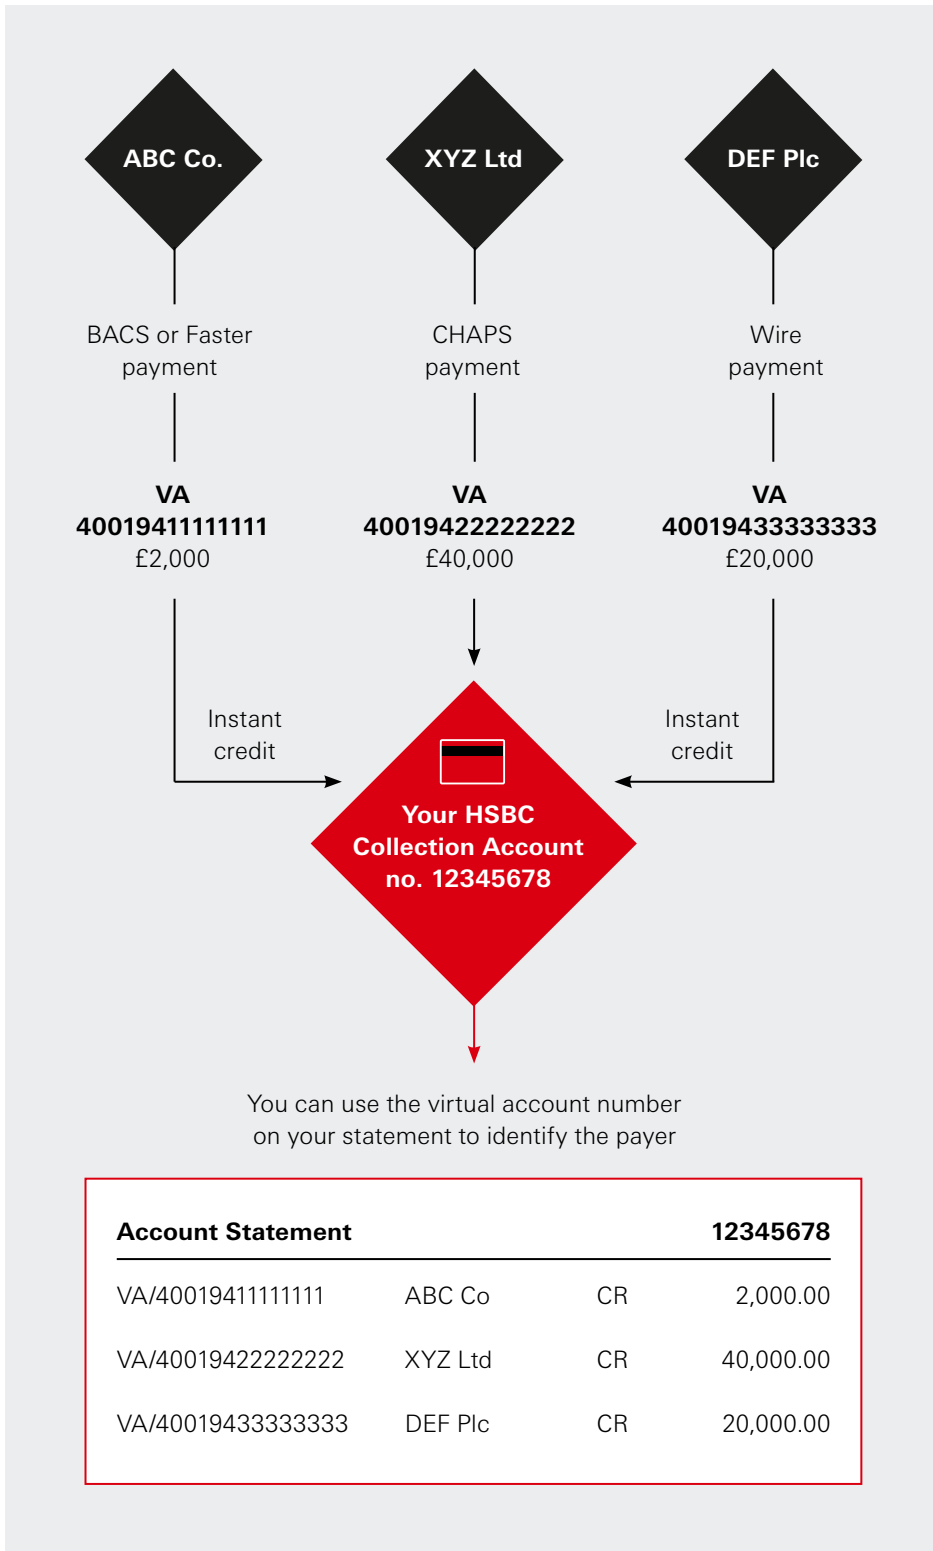 ABC Co.
XYZ Ltd
DEF Plc
BACS or Faster
payment
CHAPS
payment
Wire
payment
VA
40019411111111
£2,000
VA
40019422222222
£40,000
VA
40019433333333
£20,000
Instant
credit
Instant
credit
Your HSBC
Collection Account
no. 12345678
You can use the virtual account number
on your statement to identify the payer
Account Statement 12345678
VA/40019411111111 ABC Co CR 2,000.00
VA/40019422222222 XYZ Ltd CR 40,000.00
VA/40019433333333 DEF Plc CR 20,000.00